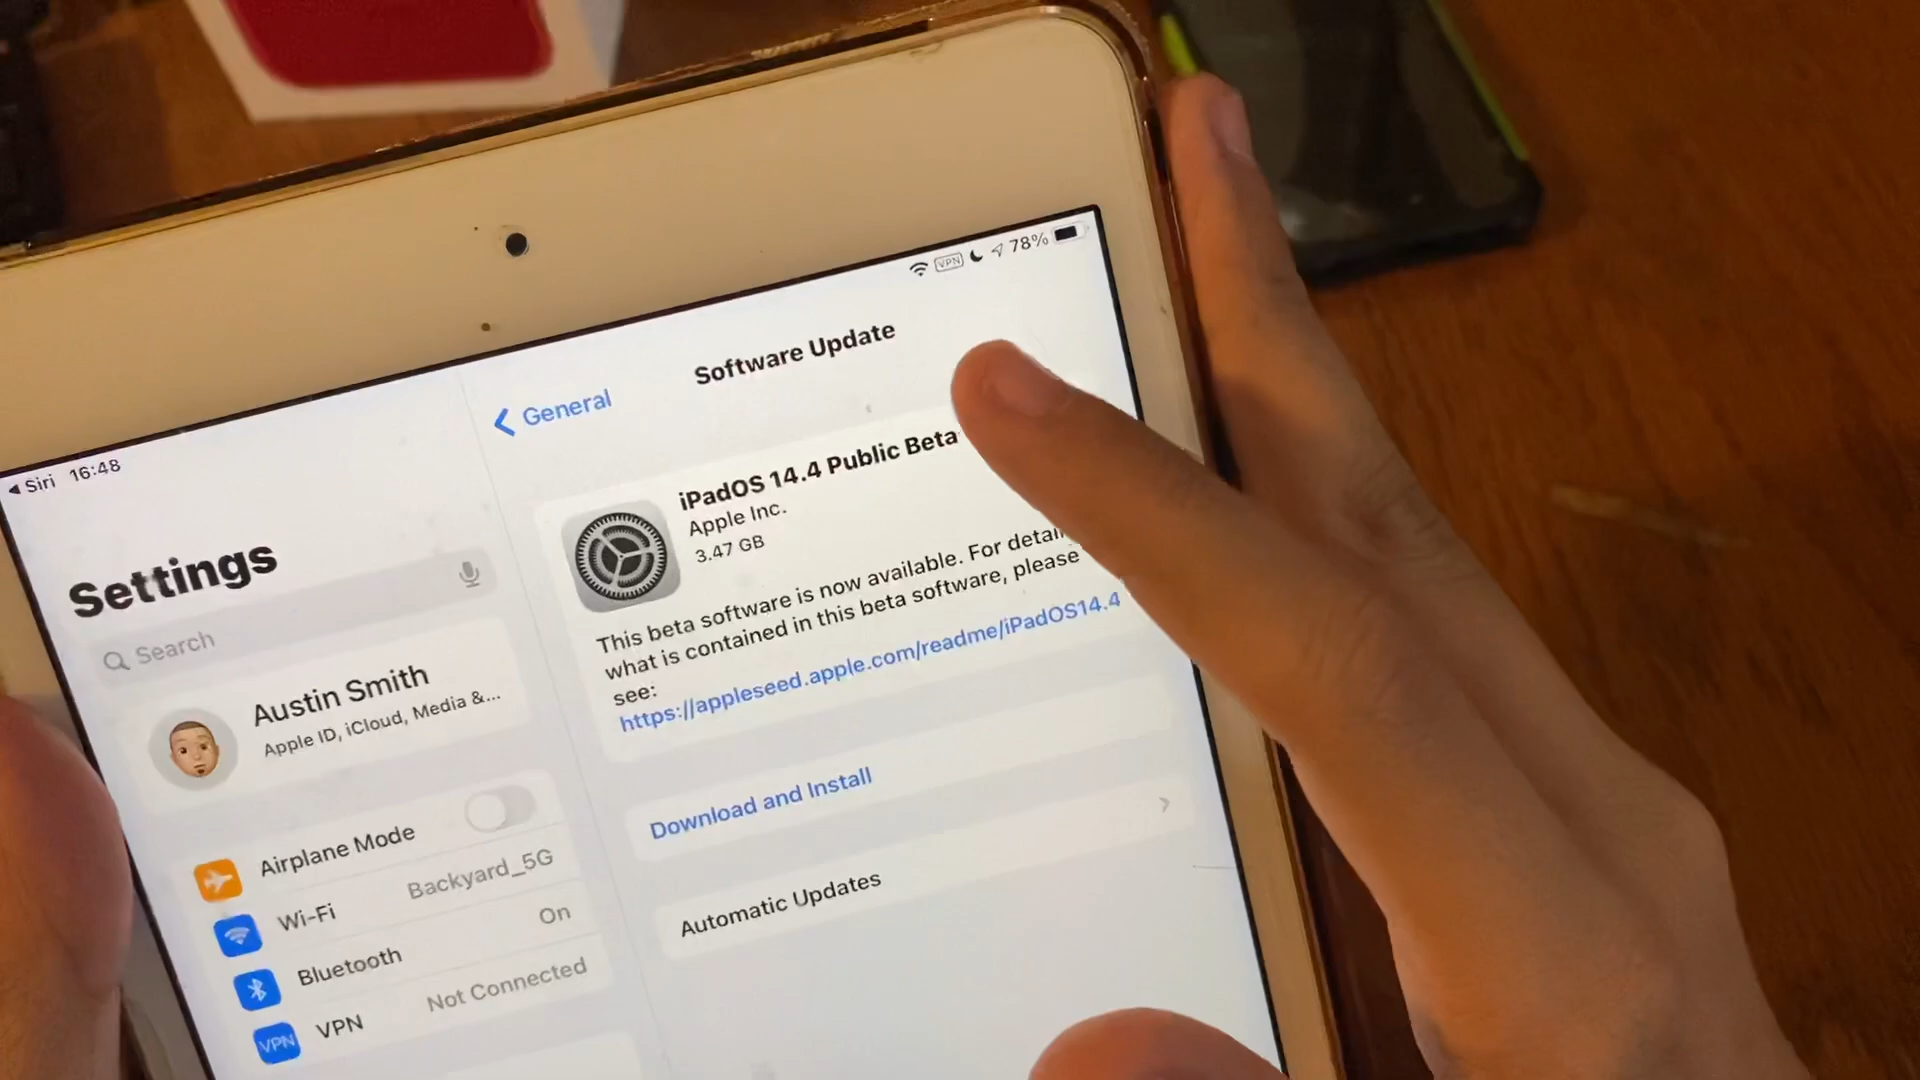 VPN 78%
Siri 16:48
Settings
Search
Austin Smith
Apple ID, iCloud, Media &...
Airplane Mode
Wi-Fi Backyard_5G
Bluetooth On
VPN VPN Not Connected
Software Update
General
iPadOS 14.4 Public Beta
Apple Inc.
3.47 GB
This beta software is now available. For
what is contained in this beta software, please
see:
https://appleseed.apple.com/readme/iPadOS14.4
Download and Install
Automatic Updates